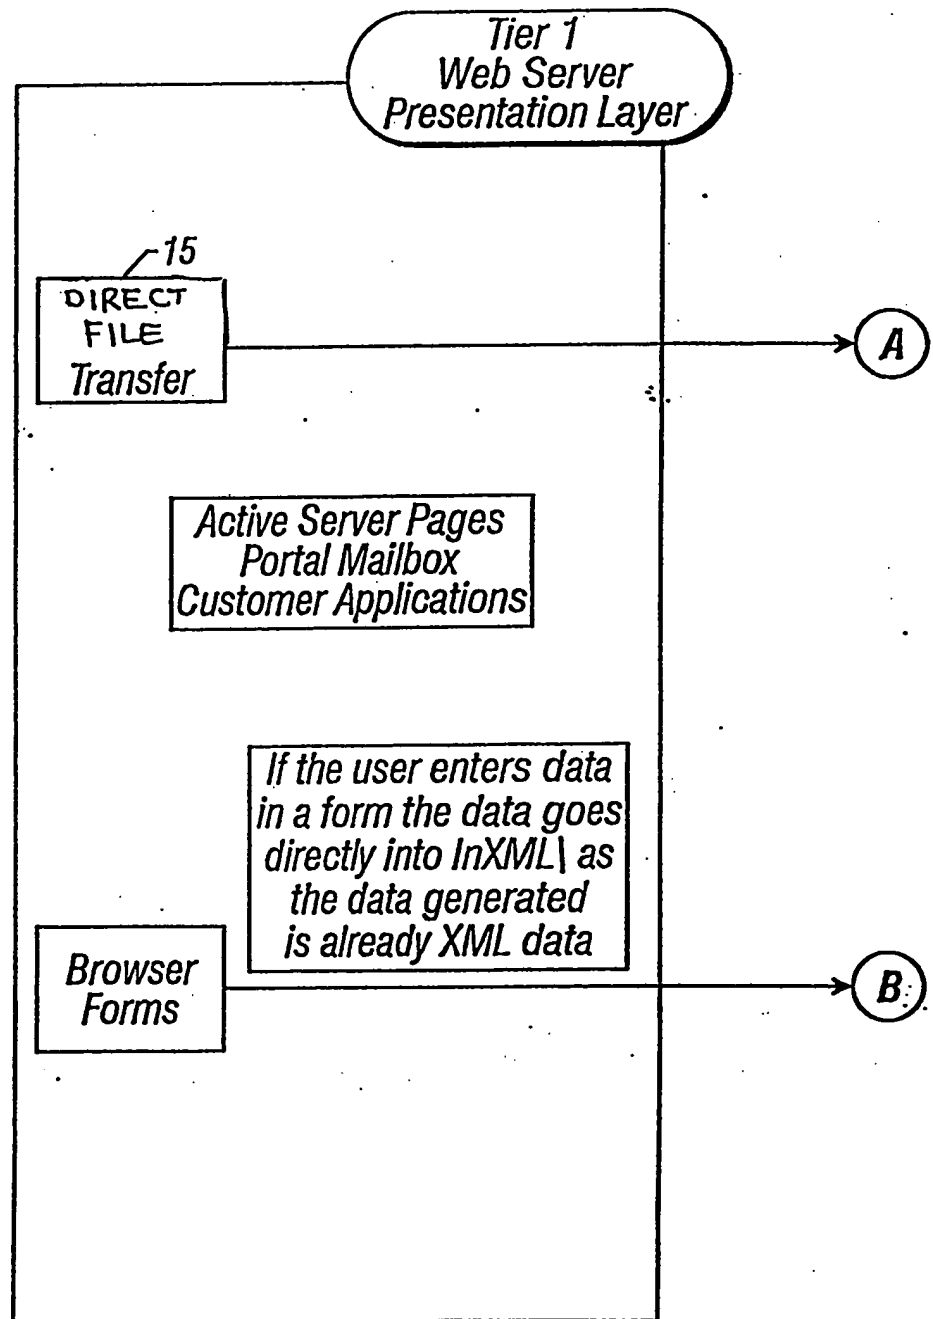 Tier 1
Web Server
Presentation Layer
15
DIRECT
FILE
Transfer
A
Active Server Pages
Portal Mailbox
Customer Applications
If the user enters data
in a form the data goes
directly into InXML\ as
the data generated
is already XML data
Browser
Forms
B